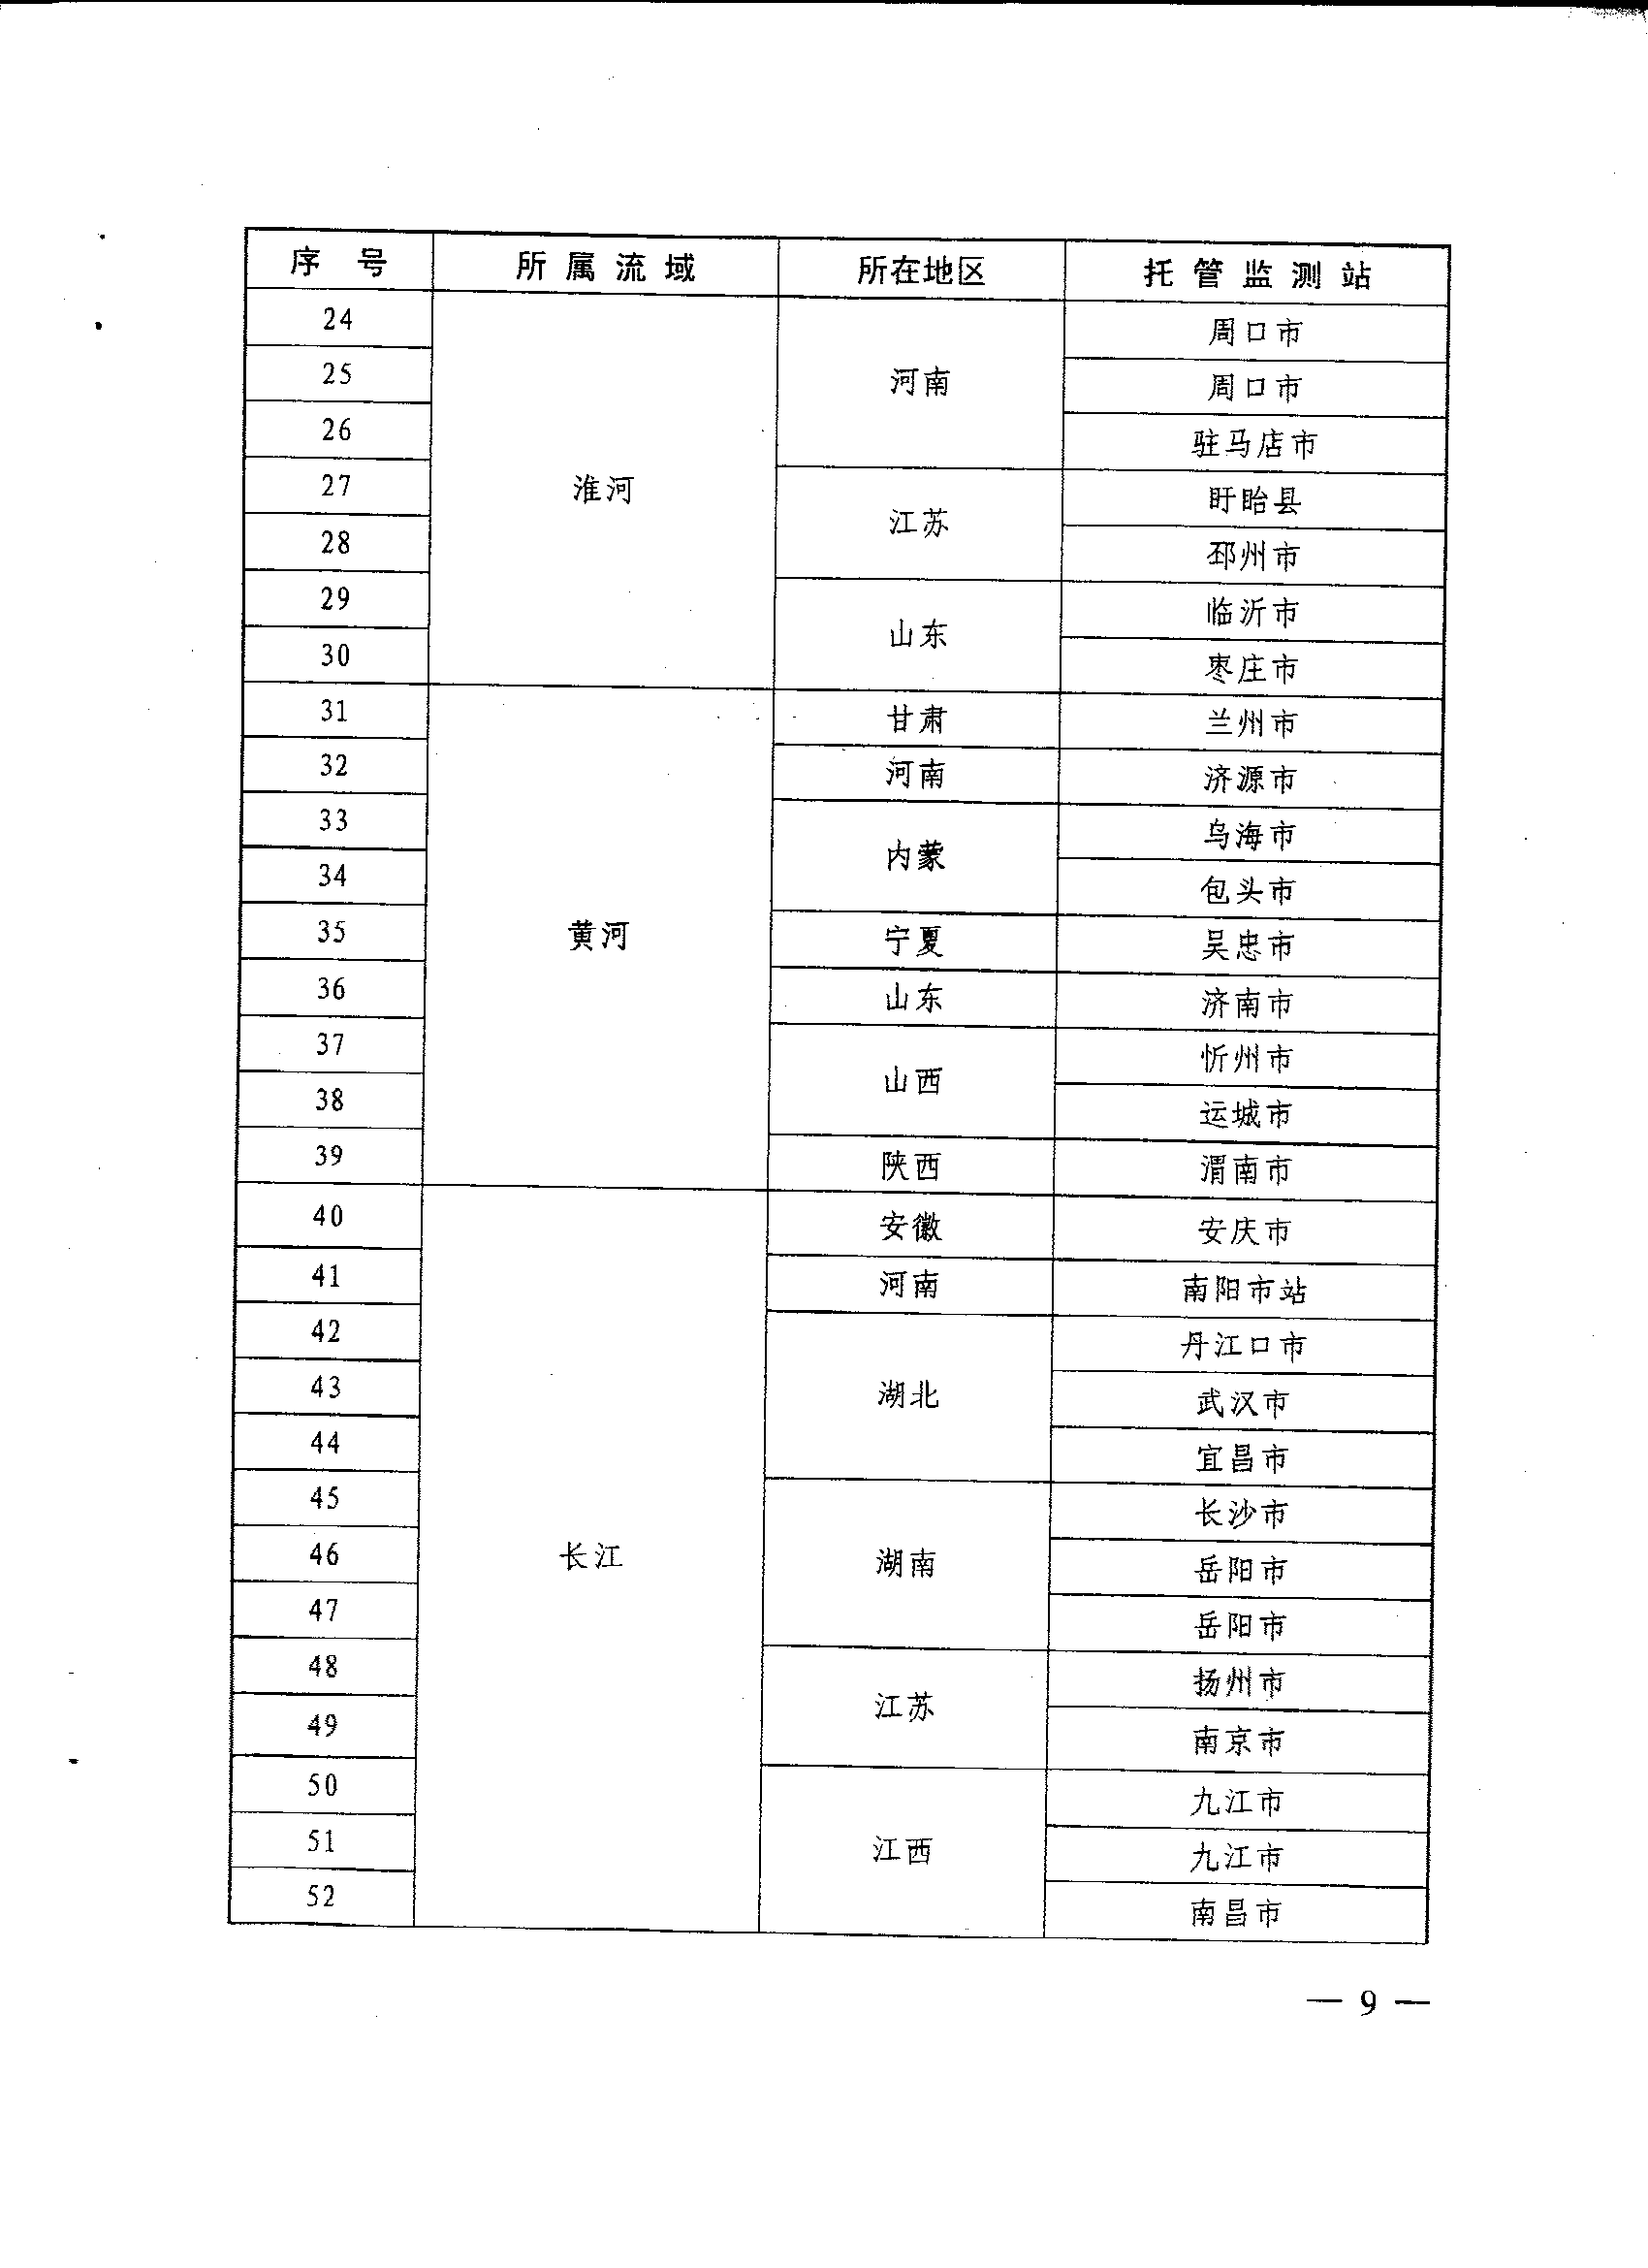 序 号 所 属 流 域 所在地区 托 管 监 测 站
24 淮河 河南 周口市
25 周口市
26 驻马店市
27 江苏 盱眙县
28 邳州市
29 山东 临沂市
30 枣庄市
31 黄河 甘肃 兰州市
32 河南 济源市
33 内蒙 乌海市
34 包头市
35 宁夏 吴忠市
36 山东 济南市
37 山西 忻州市
38 运城市
39 陕西 渭南市
40 长江 安徽 安庆市
41 河南 南阳市站
42 湖北 丹江口市
43 武汉市
44 宜昌市
45 湖南 长沙市
46 岳阳市
47 岳阳市
48 江苏 扬州市
49 南京市
50 江西 九江市
51 九江市
52 南昌市
— 9 —